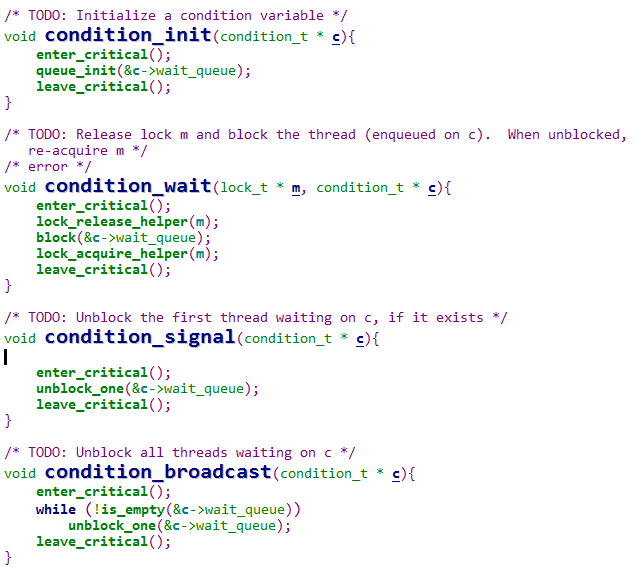 /* TODO: Initialize a condition variable */
void condition_init(condition_t * c){
    enter_critical();
    queue_init(&c->wait_queue);
    leave_critical();
}

/* TODO: Release lock m and block the thread (enqueued on c).  When unblocked,
   re-acquire m */
/* error */
void condition_wait(lock_t * m, condition_t * c){
    enter_critical();
    lock_release_helper(m);
    block(&c->wait_queue);
    lock_acquire_helper(m);
    leave_critical();
}

/* TODO: Unblock the first thread waiting on c, if it exists */
void condition_signal(condition_t * c){

    enter_critical();
    unblock_one(&c->wait_queue);
    leave_critical();
}

/* TODO: Unblock all threads waiting on c */
void condition_broadcast(condition_t * c){
    enter_critical();
    while (!is_empty(&c->wait_queue))
        unblock_one(&c->wait_queue);
    leave_critical();
}